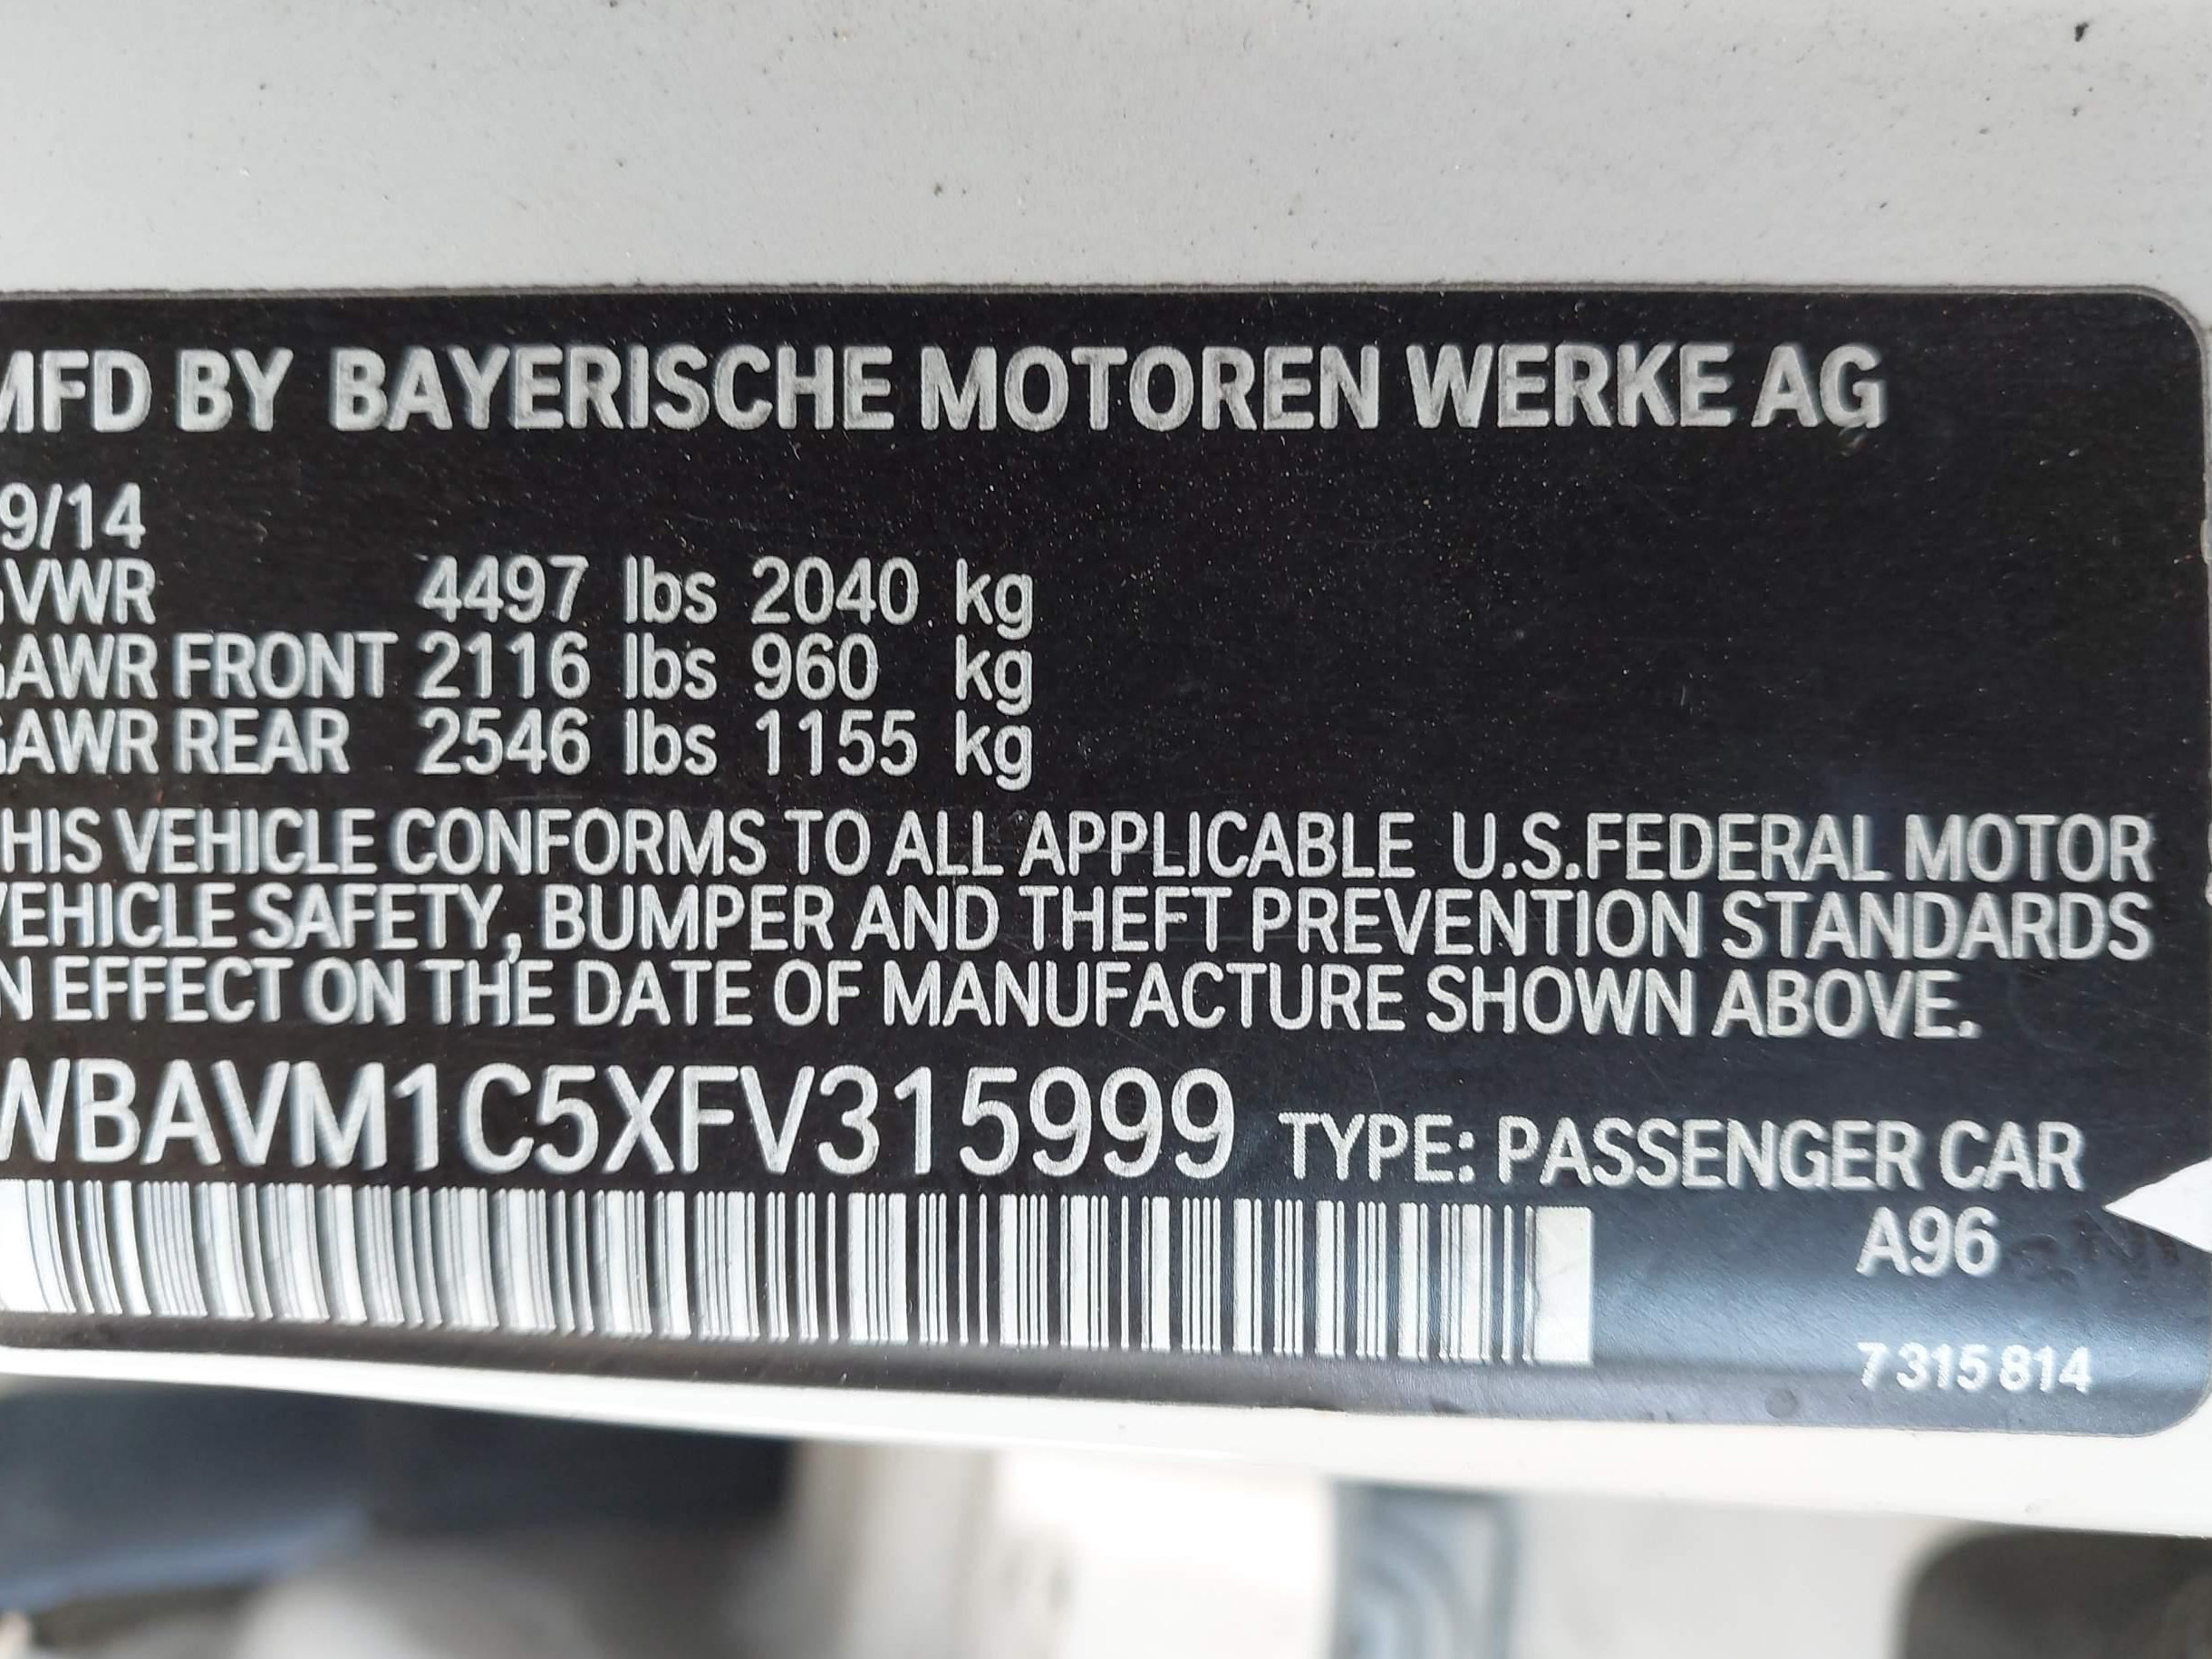 MFD BY BAYERISCHE MOTOREN WERKE AG
9/14
GVWR 4497 lbs 2040 kg
GAWR FRONT 2116 lbs 960 kg
GAWR REAR 2546 lbs 1155 kg
THIS VEHICLE CONFORMS TO ALL APPLICABLE U.S.FEDERAL MOTOR
VEHICLE SAFETY, BUMPER AND THEFT PREVENTION STANDARDS
IN EFFECT ON THE DATE OF MANUFACTURE SHOWN ABOVE.
WBAVM1C5XFV315999 TYPE: PASSENGER CAR
A96
7 315 814